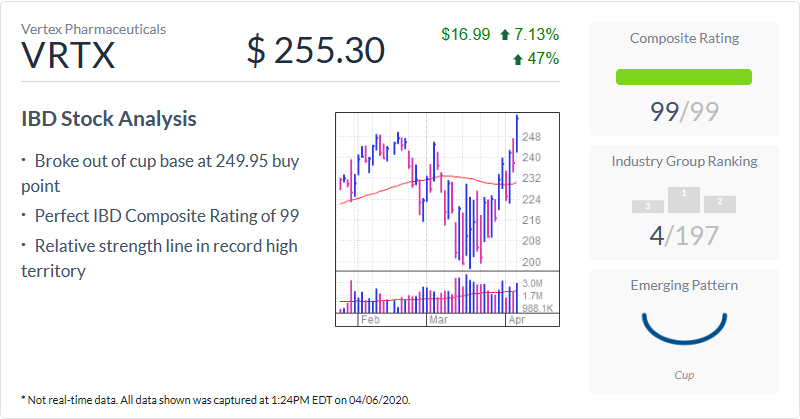 Vertex Pharmaceuticals
VRTX
$ 255.30
$16.99 7.13%
47%
IBD Stock Analysis
· Broke out of cup base at 249.95 buy
point
· Perfect IBD Composite Rating of 99
· Relative strength line in record high
territory
248
240
232
224
216
208
200
3.0M
1.7M
988.1K
Feb Mar Apr
Composite Rating
99/99
Industry Group Ranking
3 1 2
4/197
Emerging Pattern
Cup
* Not real-time data. All data shown was captured at 1:24PM EDT on 04/06/2020.